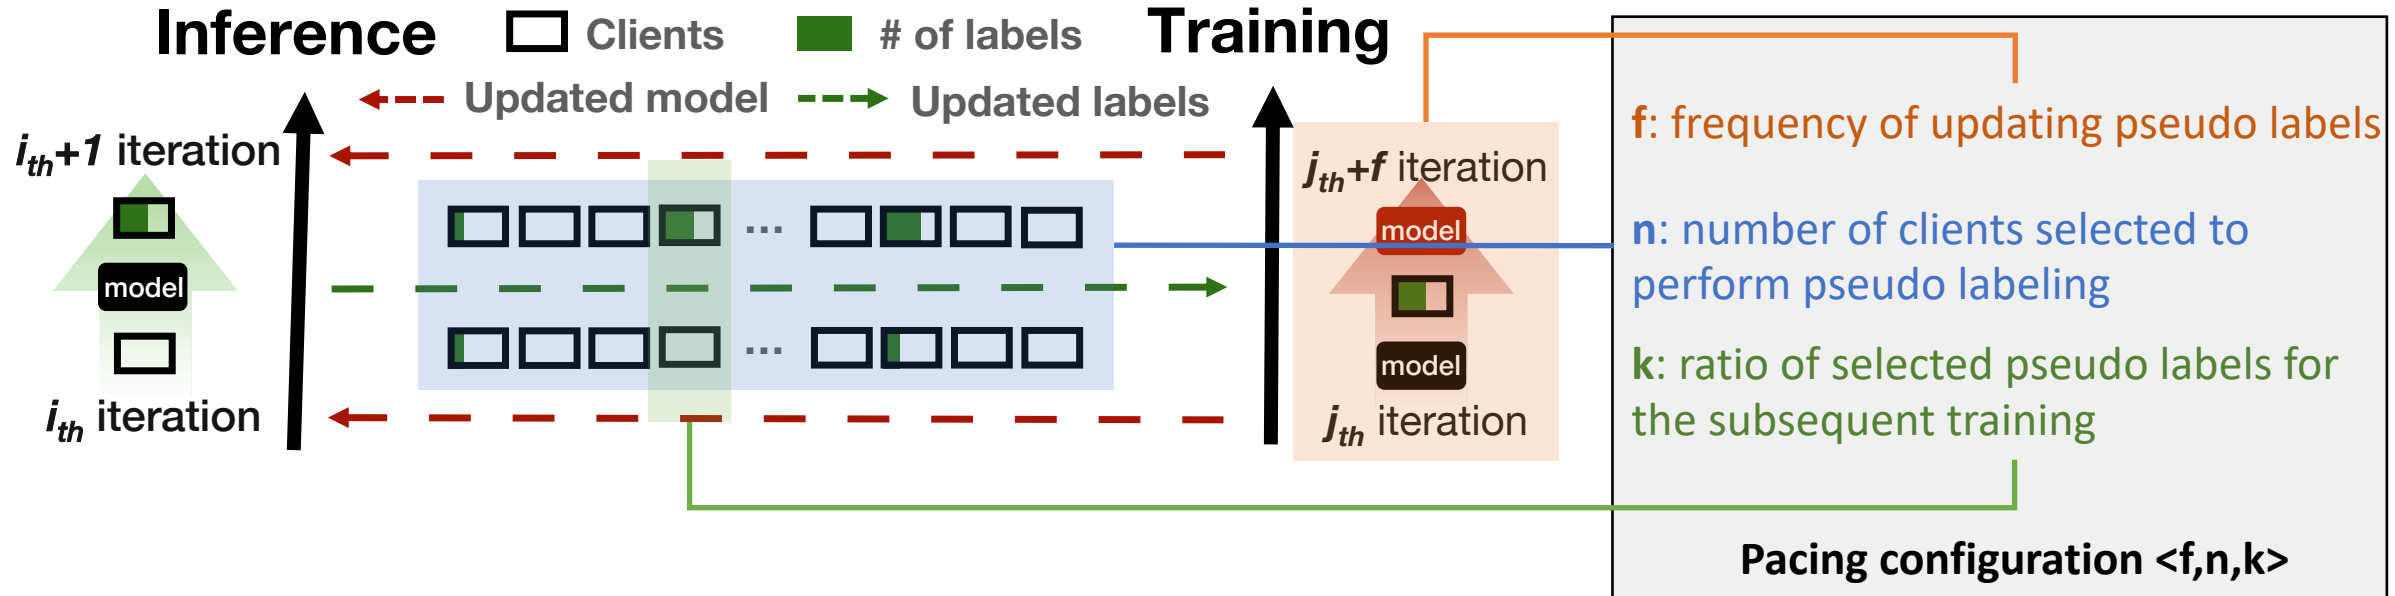 Inference
Clients
# of labels
Training
Updated model
Updated labels
ith+1 iteration
model
ith iteration
...
...
jth+f iteration
model
model
jth iteration
f: frequency of updating pseudo labels
n: number of clients selected to
perform pseudo labeling
k: ratio of selected pseudo labels for
the subsequent training
Pacing configuration <f,n,k>